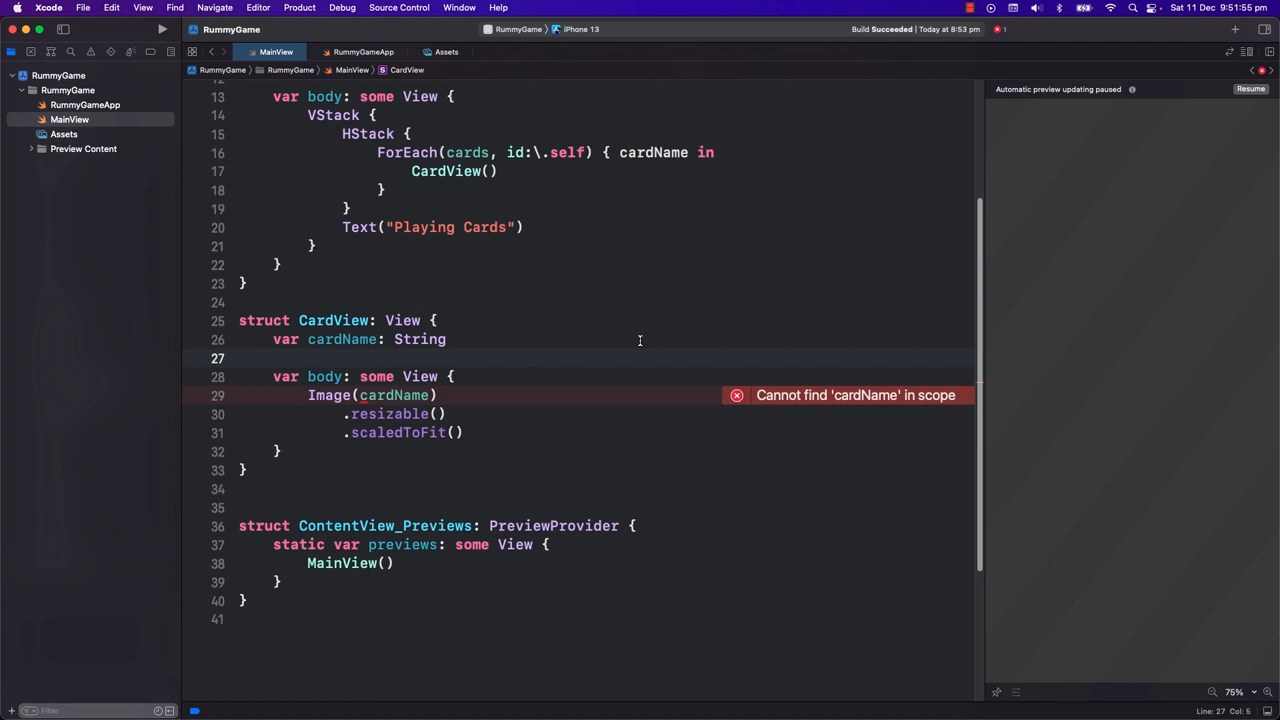 Xcode File Edit View Find Navigate Editor Product Debug Source Control Window Help Sat 11 Dec 9:51:55 pm
RummyGame RummyGame iPhone 13 Build Succeeded Today at 8:53 pm 1
MainView RummyGameApp Assets
RummyGame RummyGame MainView S CardView
RummyGame
RummyGame
RummyGameApp
MainView
Assets
Preview Content
Automatic preview updating paused Resume
13 var body: some View {
14 VStack {
15 HStack {
16 ForEach(cards, id:\.self) { cardName in
17 CardView()
18 }
19 }
20 Text("Playing Cards")
21 }
22 }
23 }
24
25 struct CardView: View {
26 var cardName: String
27
28 var body: some View {
29 Image(cardName) Cannot find 'cardName' in scope
30 .resizable()
31 .scaledToFit()
32 }
33 }
34
35
36 struct ContentView_Previews: PreviewProvider {
37 static var previews: some View {
38 MainView()
39 }
40 }
41
75%
Filter Line: 27 Col: 5